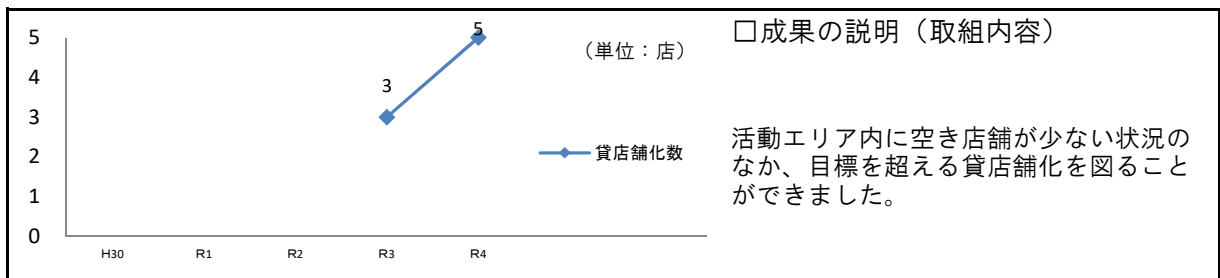 5
4
3
2
1
0
5
3
（単位：店）
貸店舗化数
H30 R1 R2 R3 R4
□成果の説明（取組内容）
活動エリア内に空き店舗が少ない状況の
なか、目標を超える貸店舗化を図ること
ができました。